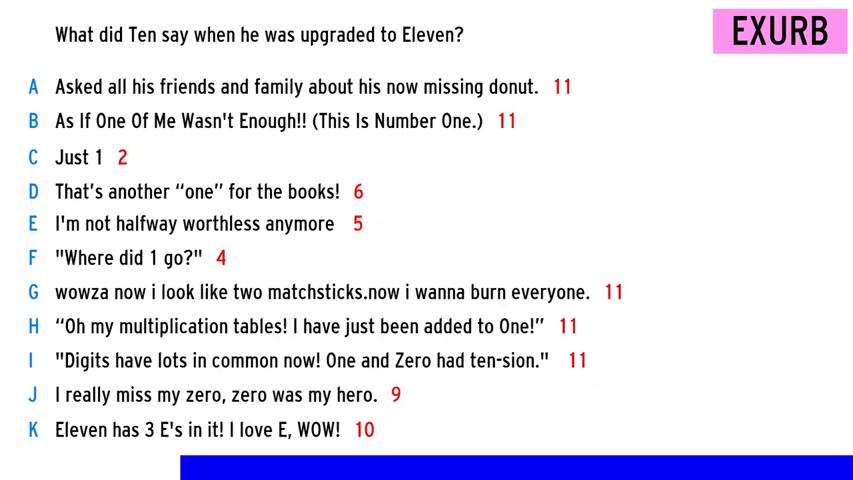 What did Ten say when he was upgraded to Eleven?
EXURB
A Asked all his friends and family about his now missing donut. 11
B As If One Of Me Wasn't Enough!! (This Is Number One.) 11
C Just 1 2
D That’s another “one” for the books! 6
E I'm not halfway worthless anymore 5
F "Where did 1 go?" 4
G wowza now i look like two matchsticks.now i wanna burn everyone. 11
H “Oh my multiplication tables! I have just been added to One!” 11
I "Digits have lots in common now! One and Zero had ten-sion." 11
J I really miss my zero, zero was my hero. 9
K Eleven has 3 E's in it! I love E, WOW! 10